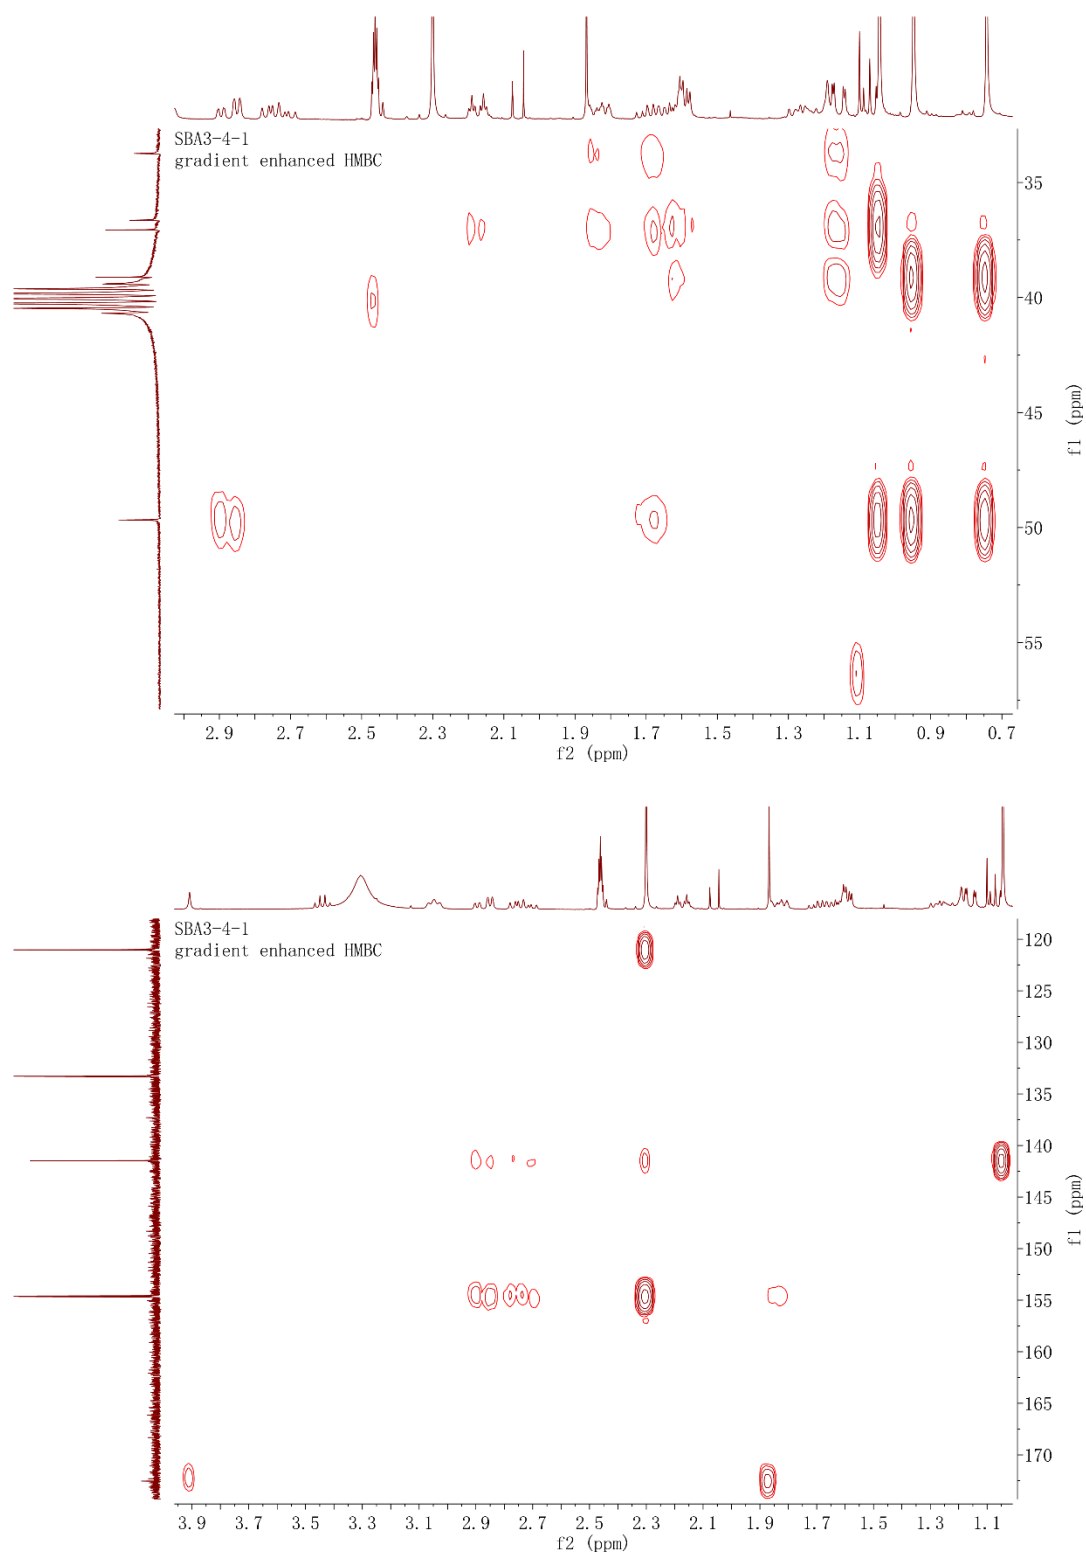 SBA3-4-1
gradient enhanced HMBC
35
40
45
50
55
f1 (ppm)
2.9 2.7 2.5 2.3 2.1 1.9 1.7 1.5 1.3 1.1 0.9 0.7
f2 (ppm)
SBA3-4-1
gradient enhanced HMBC
120
125
130
135
140
145
150
155
160
165
170
f1 (ppm)
3.9 3.7 3.5 3.3 3.1 2.9 2.7 2.5 2.3 2.1 1.9 1.7 1.5 1.3 1.1
f2 (ppm)